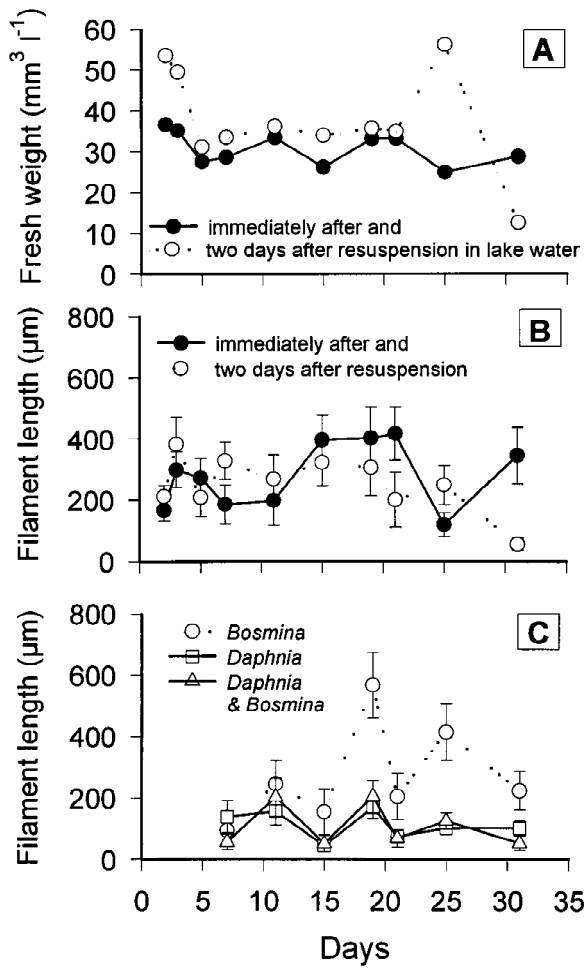 Fresh weight (mm³ l⁻¹)
60
50
40
30
20
10
0
A
immediately after and
two days after resuspension in lake water
Filament length (µm)
800
600
400
200
0
B
immediately after and
two days after resuspension
Filament length (µm)
800
600
400
200
0
C
Bosmina
Daphnia
Daphnia
& Bosmina
0 5 10 15 20 25 30 35
Days